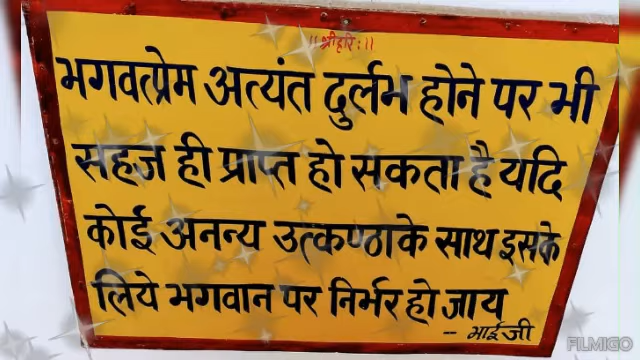 ।। श्रीहरि: ।।
भगवत्प्रेम अत्यंत दुर्लभ होने पर भी
सहज ही प्राप्त हो सकता है यदि
कोई अनन्य उत्कण्ठाके साथ इसके
लिये भगवान पर निर्भर हो जाय
-- भाईजी
FILMIGO